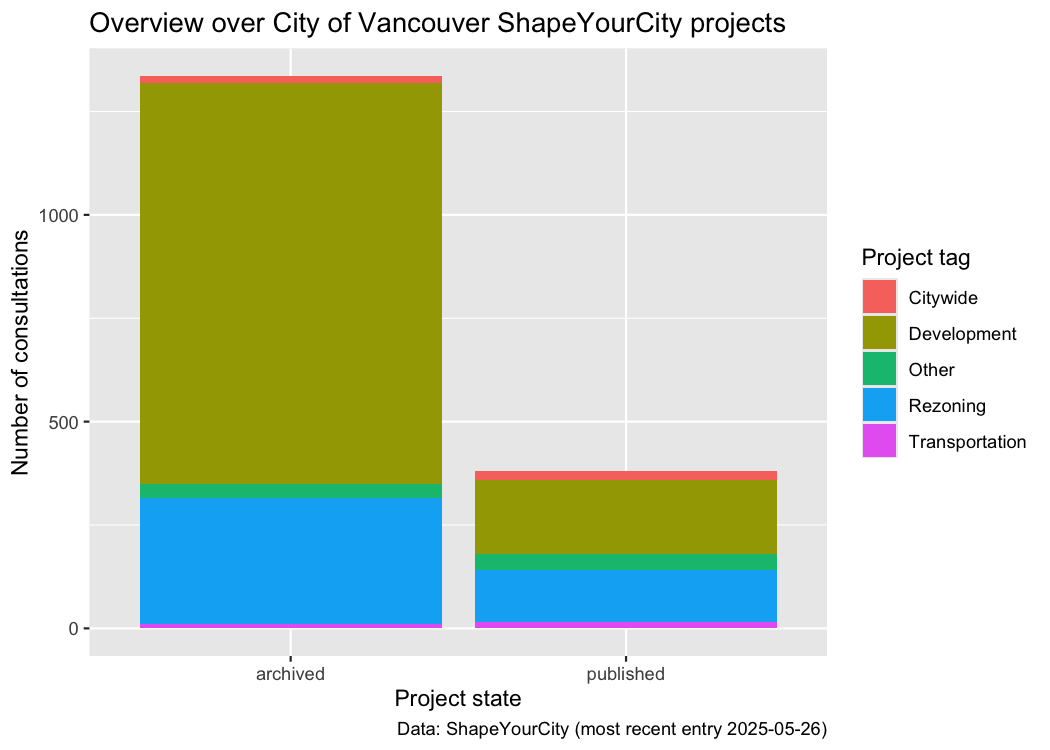 Overview over City of Vancouver ShapeYourCity projects
Number of consultations
1000
500
0
archived
published
Project state
Project tag
Citywide
Development
Other
Rezoning
Transportation
Data: ShapeYourCity (most recent entry 2025-05-26)